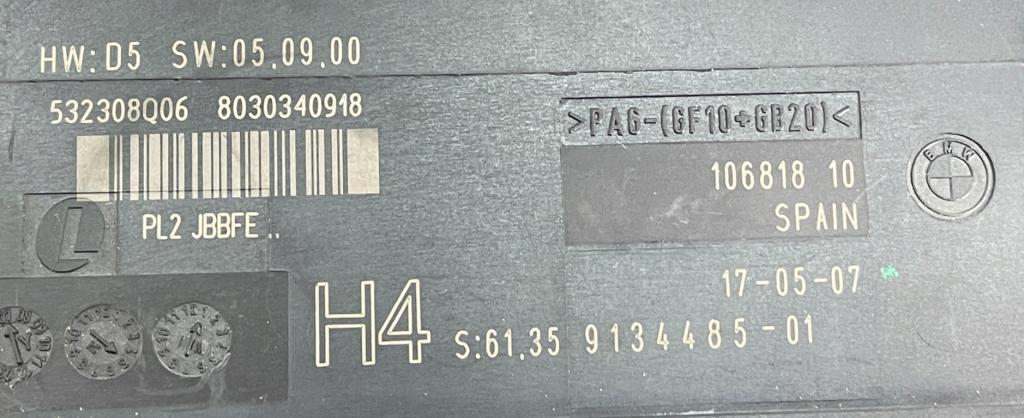 HW:D5 SW:05.09.00
532308Q06 8030340918
>PA6-(GF10+GB20)<
106818 10
BMW
SPAIN
PL2 JBBFE ..
L
17-05-07
H4 S:61.35 9134485-01